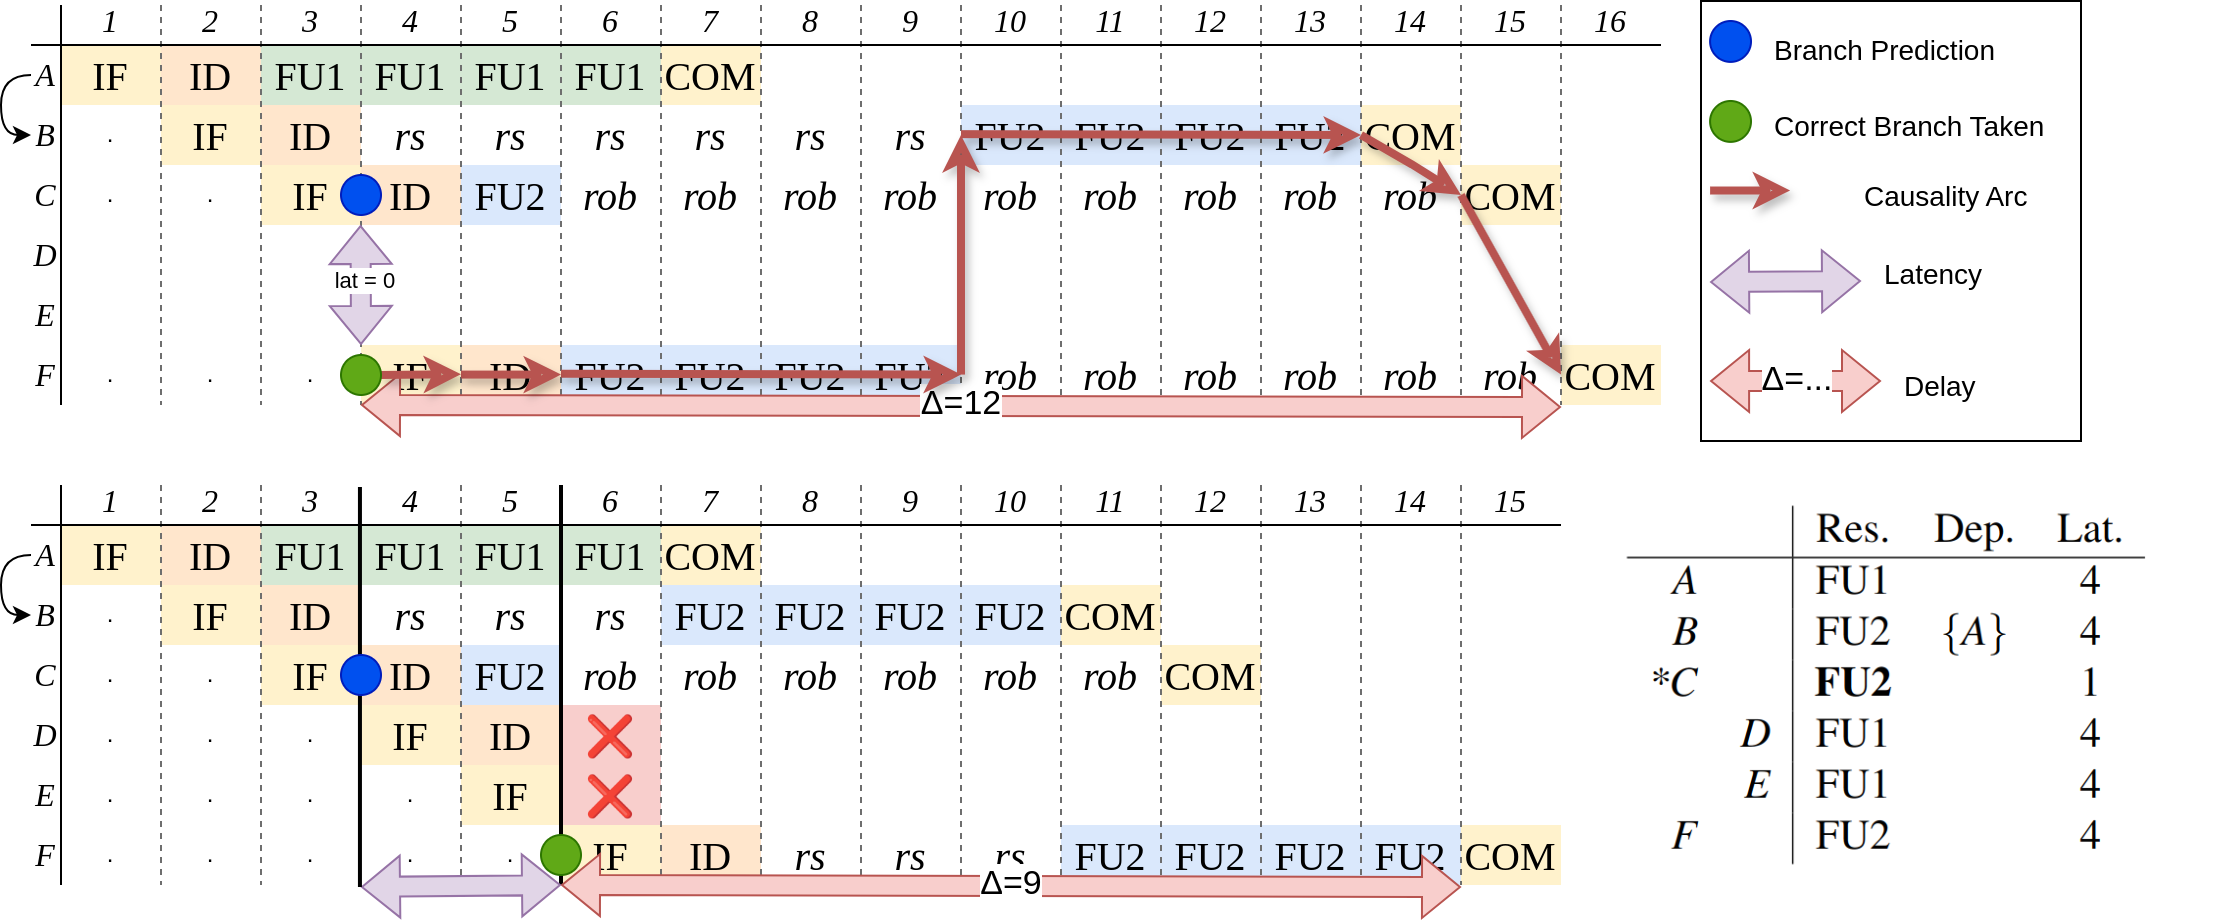 1 2 3 4 5 6 7 8 9 10 11 12 13 14 15 16
A IF ID FU1 FU1 FU1 FU1 COM
B . IF ID rs rs rs rs rs rs FU2 FU2 FU2 FU2 COM
C . . IF ID FU2 rob rob rob rob rob rob rob rob rob COM
D
lat = 0
E
F . . . IF ID FU2 FU2 FU2 FU2 rob rob rob rob rob rob COM
Δ=12
Branch Prediction
Correct Branch Taken
Causality Arc
Latency
Δ=...
Delay
1 2 3 4 5 6 7 8 9 10 11 12 13 14 15
A IF ID FU1 FU1 FU1 FU1 COM
B . IF ID rs rs rs FU2 FU2 FU2 FU2 COM
C . . IF ID FU2 rob rob rob rob rob rob COM
D . . . IF ID ❌
E . . . . IF ❌
F . . . . . IF ID rs rs rs FU2 FU2 FU2 FU2 COM
Δ=9
Res. Dep. Lat.
A FU1 4
B FU2 {A} 4
*C FU2 1
D FU1 4
E FU1 4
F FU2 4